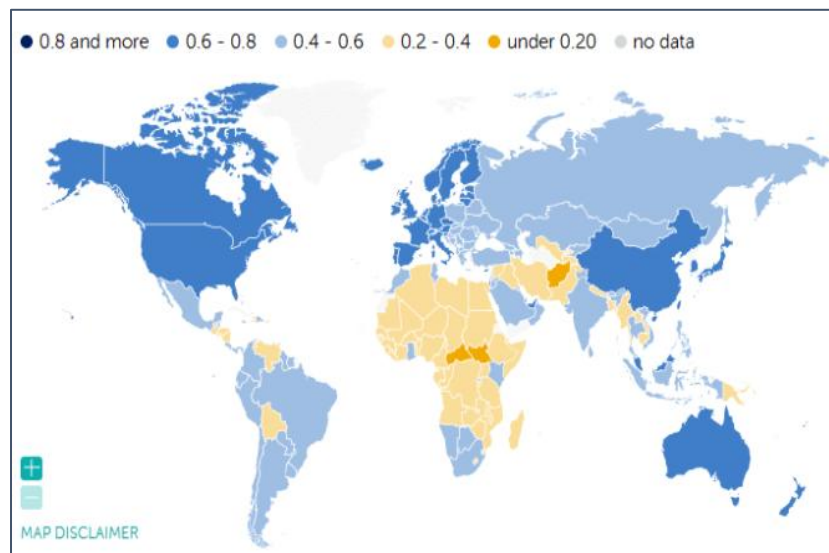 0.8 and more 0.6 - 0.8 0.4 - 0.6 0.2 - 0.4 under 0.20 no data
+
−
MAP DISCLAIMER